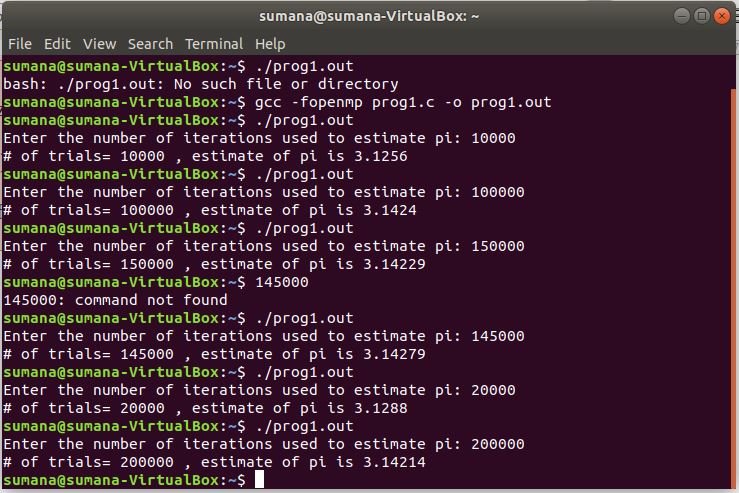 sumana@sumana-VirtualBox: ~
File Edit View Search Terminal Help
sumana@sumana-VirtualBox:~$ ./prog1.out
bash: ./prog1.out: No such file or directory
sumana@sumana-VirtualBox:~$ gcc -fopenmp prog1.c -o prog1.out
sumana@sumana-VirtualBox:~$ ./prog1.out
Enter the number of iterations used to estimate pi: 10000
# of trials= 10000 , estimate of pi is 3.1256
sumana@sumana-VirtualBox:~$ ./prog1.out
Enter the number of iterations used to estimate pi: 100000
# of trials= 100000 , estimate of pi is 3.1424
sumana@sumana-VirtualBox:~$ ./prog1.out
Enter the number of iterations used to estimate pi: 150000
# of trials= 150000 , estimate of pi is 3.14229
sumana@sumana-VirtualBox:~$ 145000
145000: command not found
sumana@sumana-VirtualBox:~$ ./prog1.out
Enter the number of iterations used to estimate pi: 145000
# of trials= 145000 , estimate of pi is 3.14279
sumana@sumana-VirtualBox:~$ ./prog1.out
Enter the number of iterations used to estimate pi: 20000
# of trials= 20000 , estimate of pi is 3.1288
sumana@sumana-VirtualBox:~$ ./prog1.out
Enter the number of iterations used to estimate pi: 200000
# of trials= 200000 , estimate of pi is 3.14214
sumana@sumana-VirtualBox:~$